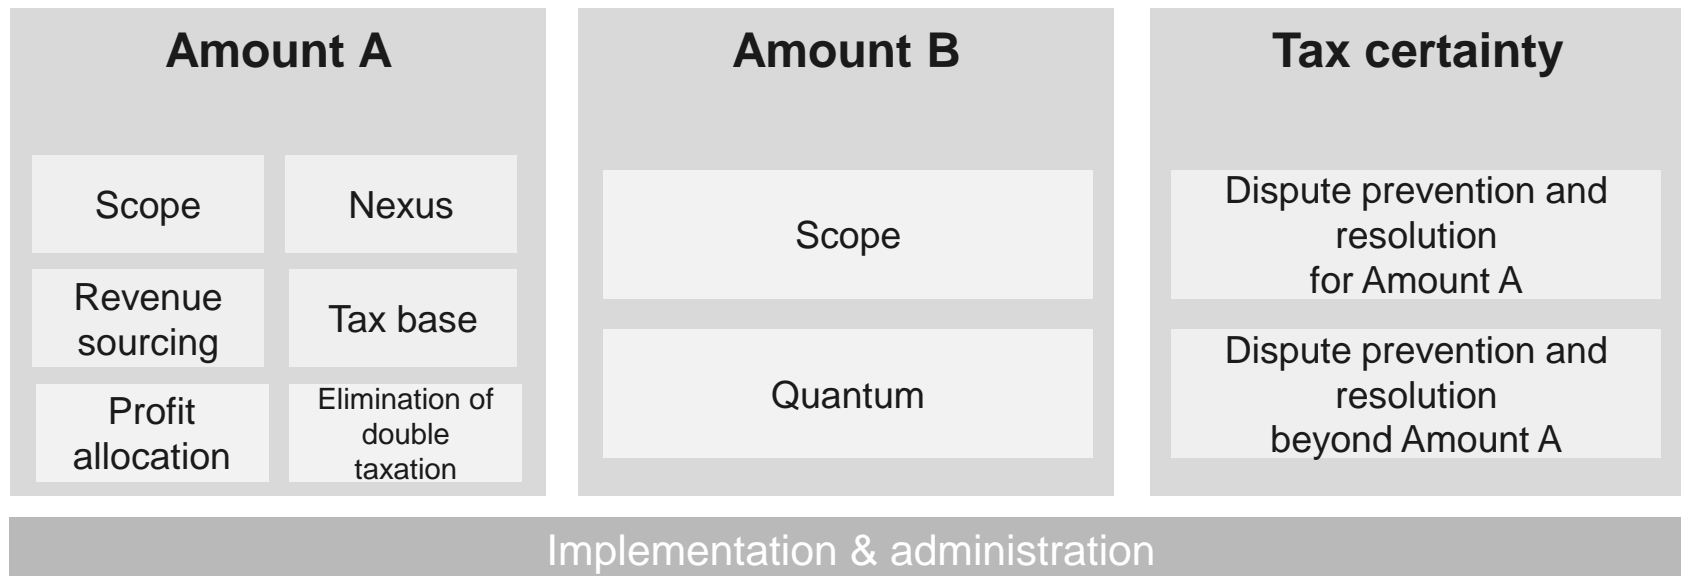 Amount A
Scope
Nexus
Revenue
sourcing
Tax base
Profit
allocation
Elimination of
double
taxation
Amount B
Scope
Quantum
Tax certainty
Dispute prevention and
resolution
for Amount A
Dispute prevention and
resolution
beyond Amount A
Implementation & administration